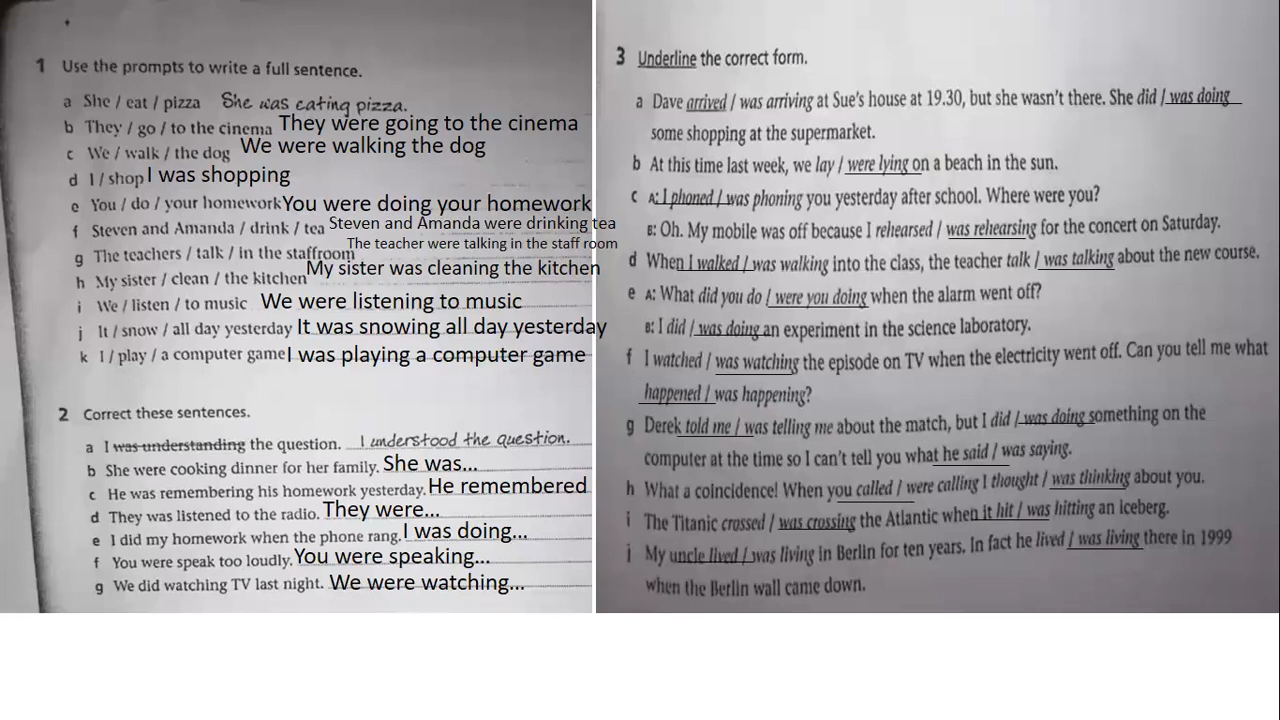 1 Use the prompts to write a full sentence.
a She / eat / pizza She was eating pizza.
b They / go / to the cinema They were going to the cinema
c We / walk / the dog We were walking the dog
d I / shop I was shopping
e You / do / your homework You were doing your homework
f Steven and Amanda / drink / tea Steven and Amanda were drinking tea
g The teachers / talk / in the staffroom The teacher were talking in the staff room
h My sister / clean / the kitchen My sister was cleaning the kitchen
i We / listen / to music We were listening to music
j It / snow / all day yesterday It was snowing all day yesterday
k I / play / a computer game I was playing a computer game
2 Correct these sentences.
a I was understanding the question. I understood the question.
b She were cooking dinner for her family. She was...
c He was remembering his homework yesterday. He remembered
d They was listened to the radio. They were...
e I did my homework when the phone rang. I was doing...
f You were speak too loudly. You were speaking...
g We did watching TV last night. We were watching...
3 Underline the correct form.
a Dave arrived / was arriving at Sue's house at 19.30, but she wasn't there. She did / was doing
some shopping at the supermarket.
b At this time last week, we lay / were lying on a beach in the sun.
c A: I phoned / was phoning you yesterday after school. Where were you?
B: Oh. My mobile was off because I rehearsed / was rehearsing for the concert on Saturday.
d When I walked / was walking into the class, the teacher talk / was talking about the new course.
e A: What did you do / were you doing when the alarm went off?
B: I did / was doing an experiment in the science laboratory.
f I watched / was watching the episode on TV when the electricity went off. Can you tell me what
happened / was happening?
g Derek told me / was telling me about the match, but I did / was doing something on the
computer at the time so I can't tell you what he said / was saying.
h What a coincidence! When you called / were calling I thought / was thinking about you.
i The Titanic crossed / was crossing the Atlantic when it hit / was hitting an iceberg.
j My uncle lived / was living in Berlin for ten years. In fact he lived / was living there in 1999
when the Berlin wall came down.